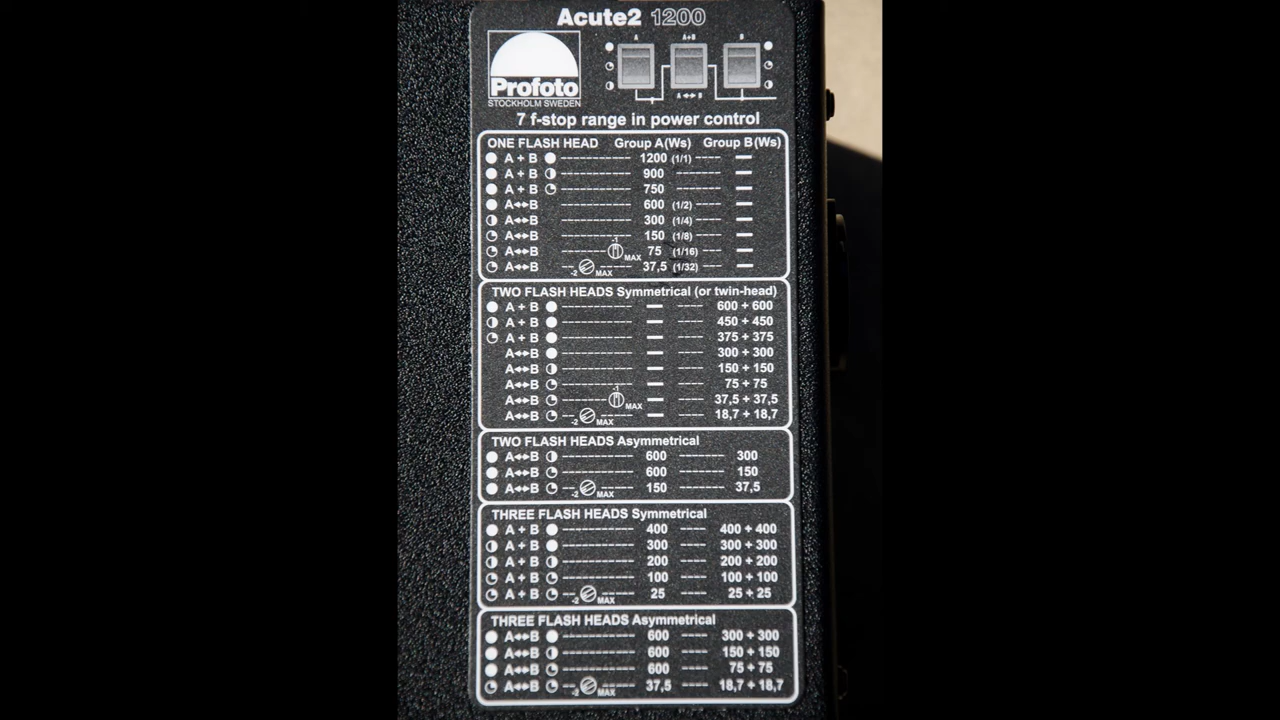 Acute2 1200
A A+B B
Profoto
STOCKHOLM SWEDEN
A↔B
7 f-stop range in power control
ONE FLASH HEAD Group A(Ws) Group B(Ws)
A + B 1200 (1/1) —
A + B 900 —
A + B 750 —
A↔B 600 (1/2) —
A↔B 300 (1/4) —
A↔B 150 (1/8) —
A↔B -1 MAX 75 (1/16) —
A↔B -2 MAX 37,5 (1/32) —
TWO FLASH HEADS Symmetrical (or twin-head)
A + B — 600 + 600
A + B — 450 + 450
A + B — 375 + 375
A↔B — 300 + 300
A↔B — 150 + 150
A↔B — 75 + 75
A↔B -1 MAX — 37,5 + 37,5
A↔B -2 MAX — 18,7 + 18,7
TWO FLASH HEADS Asymmetrical
A↔B 600 300
A↔B 600 150
A↔B -2 MAX 150 37,5
THREE FLASH HEADS Symmetrical
A + B 400 400 + 400
A + B 300 300 + 300
A + B 200 200 + 200
A + B 100 100 + 100
A + B -2 MAX 25 25 + 25
THREE FLASH HEADS Asymmetrical
A↔B 600 300 + 300
A↔B 600 150 + 150
A↔B 600 75 + 75
A↔B -2 MAX 37,5 18,7 + 18,7